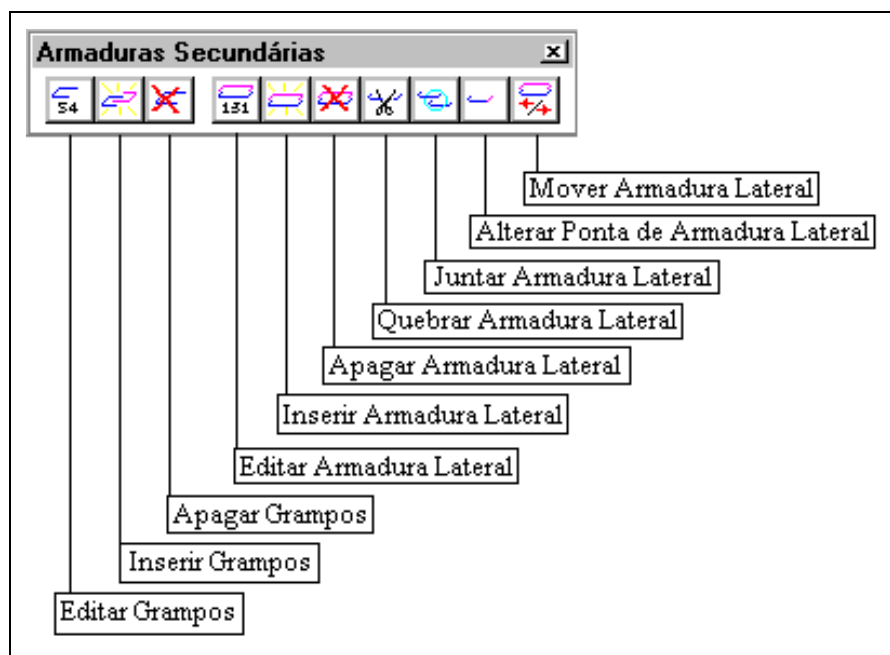 Armaduras Secundárias
54 131
Mover Armadura Lateral
Alterar Ponta de Armadura Lateral
Juntar Armadura Lateral
Quebrar Armadura Lateral
Apagar Armadura Lateral
Inserir Armadura Lateral
Editar Armadura Lateral
Apagar Grampos
Inserir Grampos
Editar Grampos